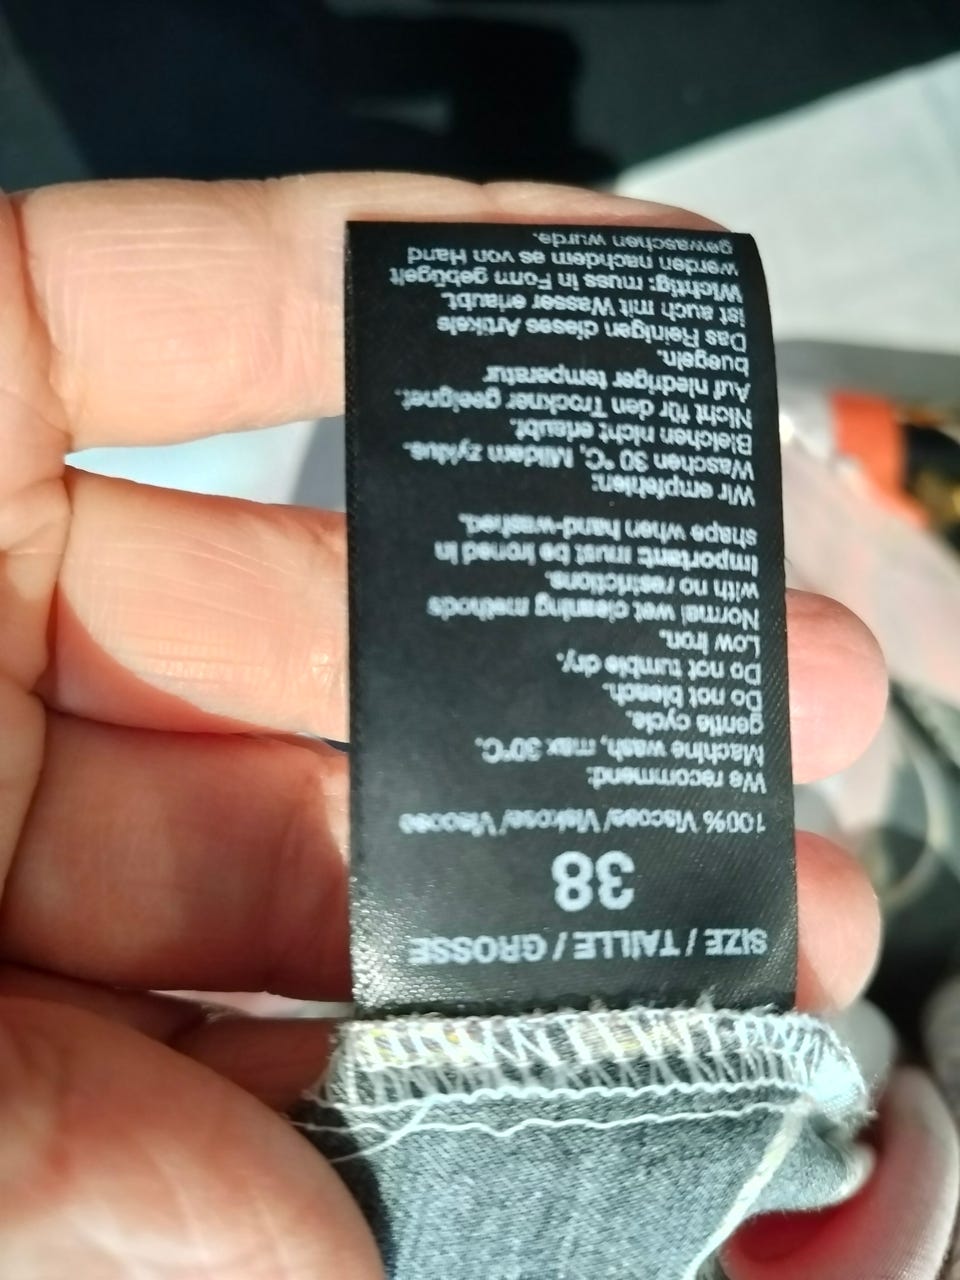 SIZE / TAILLE / GROSSE
38
100% Viscose/ Viskose/ Viscose
We recommend:
Machine wash, max 30°C,
gentle cycle.
Do not bleach.
Do not tumble dry.
Low iron.
Normal wet cleaning methods
with no restrictions.
Important: must be ironed in
shape when hand-washed.
Wir empfehlen:
Waschen 30 °C, Mildem zyklus.
Bleichen nicht erlaubt.
Nicht für den Trockner geeignet.
Auf niedriger temperatur
buegeln.
Das Reinigen dieses Artikels
ist auch mit Wasser erlaubt.
Wichtig: muss in Form gebügelt
werden nachdem as von Hand
gewaschen wurde.